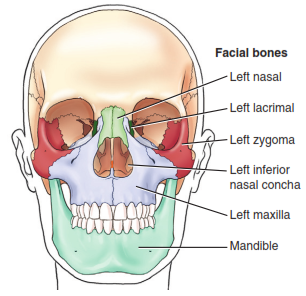 Facial bones
Left nasal
Left lacrimal
Left zygoma
Left inferior
nasal concha
Left maxilla
Mandible